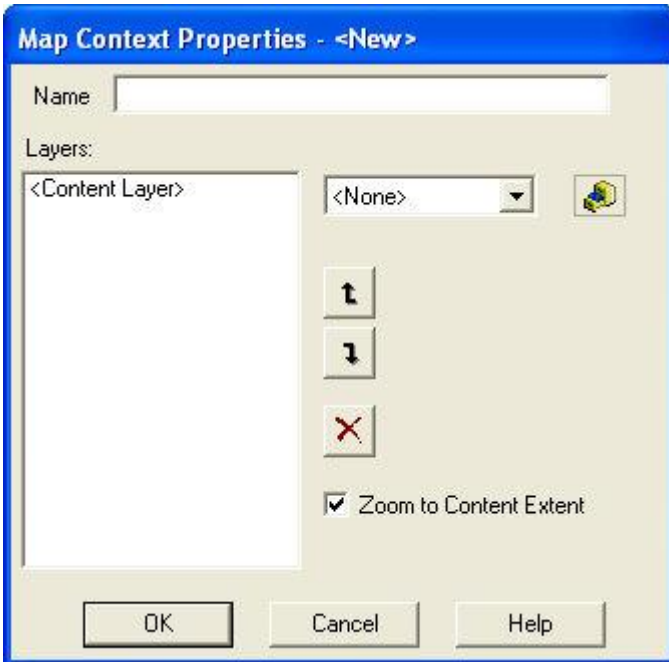 Map Context Properties - <New>
Name
Layers:
<Content Layer>
<None>
Zoom to Content Extent
OK Cancel Help